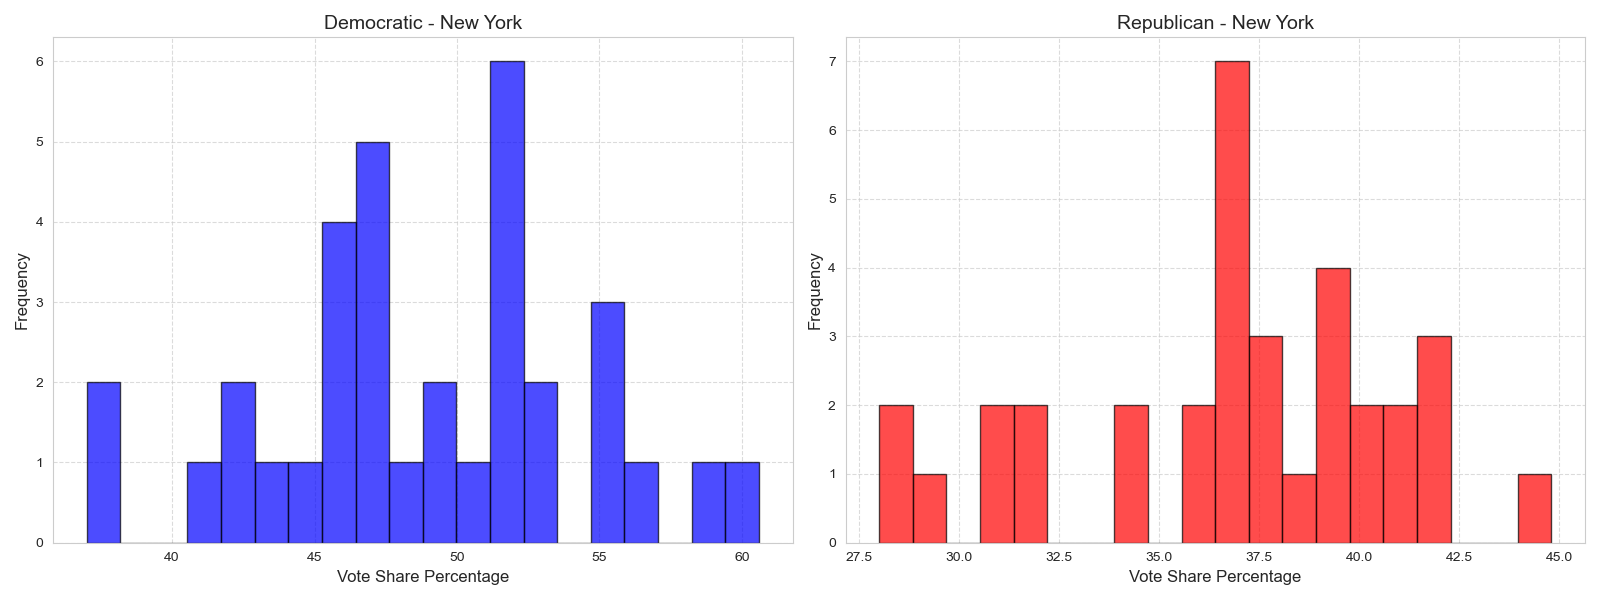 Democratic - New York
Frequency
6
5
4
3
2
1
0
40 45 50 55 60
Vote Share Percentage
Republican - New York
Frequency
7
6
5
4
3
2
1
0
27.5 30.0 32.5 35.0 37.5 40.0 42.5 45.0
Vote Share Percentage